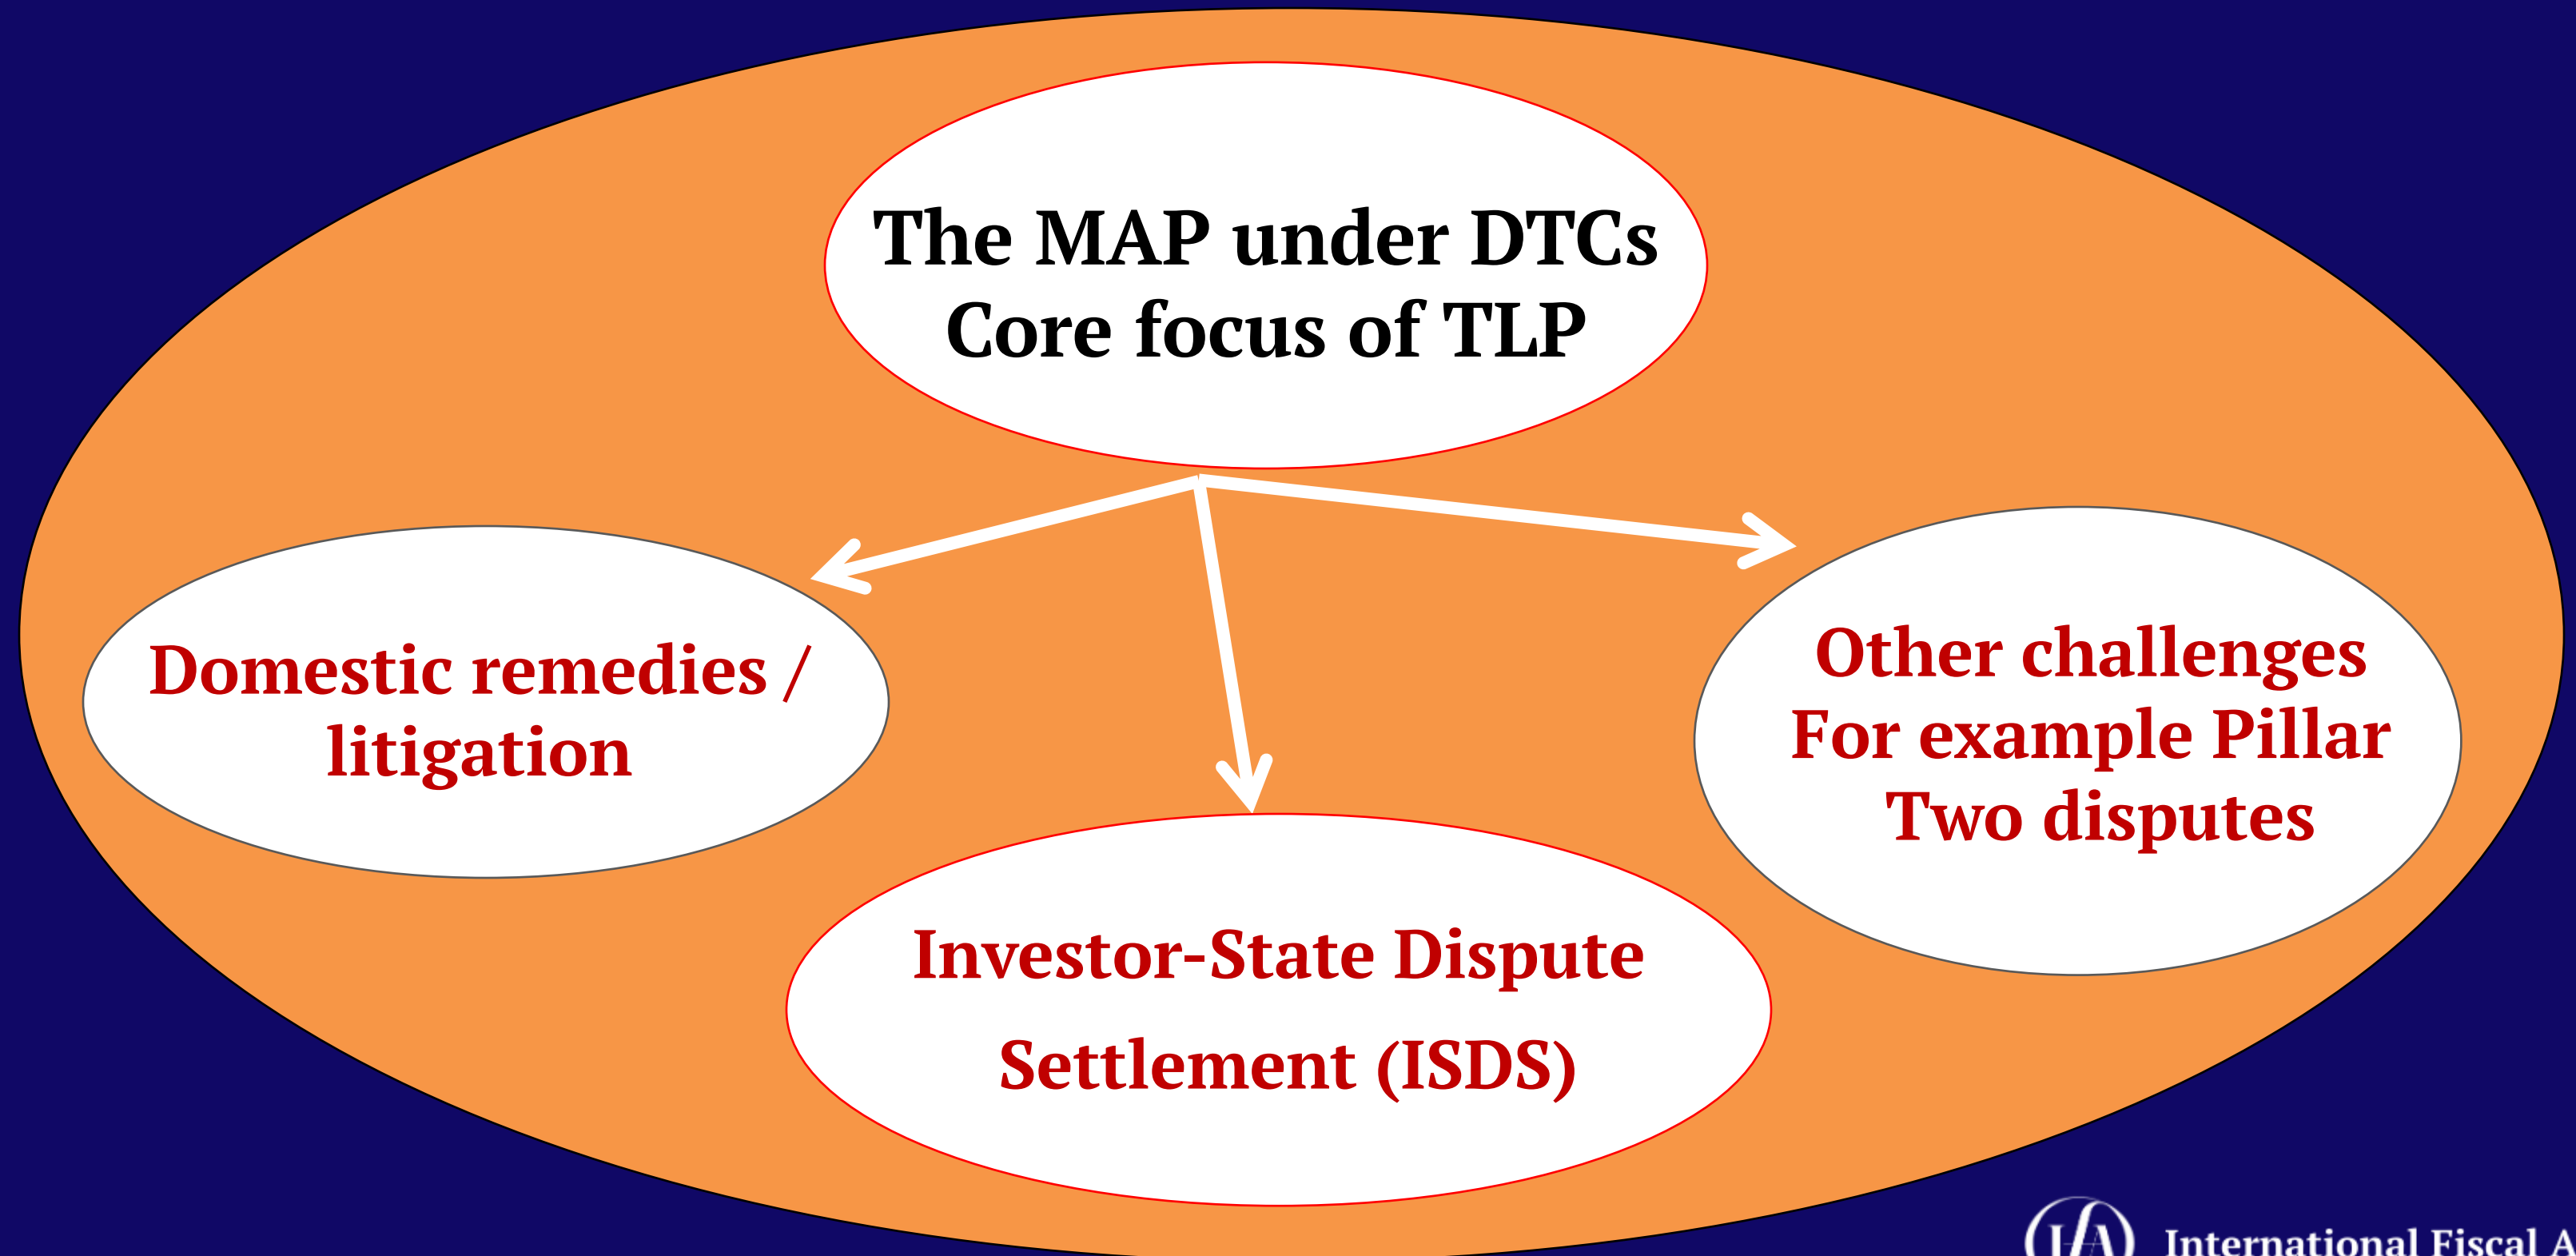 The MAP under DTCs
Core focus of TLP
Domestic remedies /
litigation
Other challenges
For example Pillar
Two disputes
Investor-State Dispute
Settlement (ISDS)
IFA
International Fiscal A